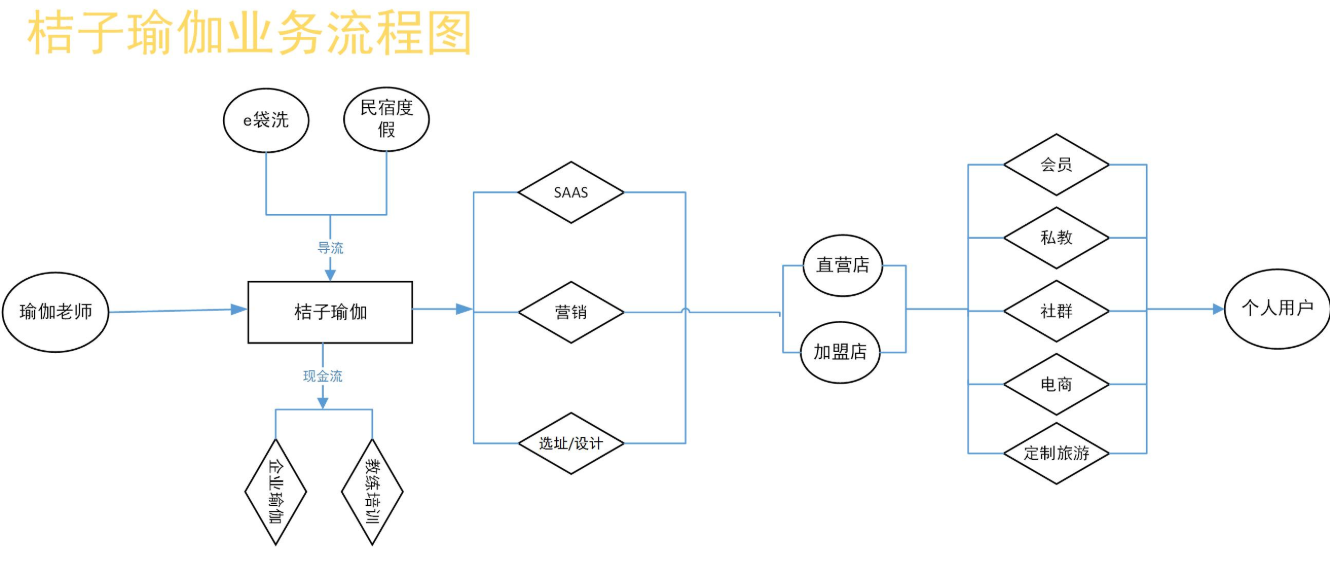 桔子瑜伽业务流程图
e袋洗
民宿度
假
导流
瑜伽老师
桔子瑜伽
现金流
企业瑜伽
教练培训
SAAS
营销
选址/设计
直营店
加盟店
会员
私教
社群
电商
定制旅游
个人用户